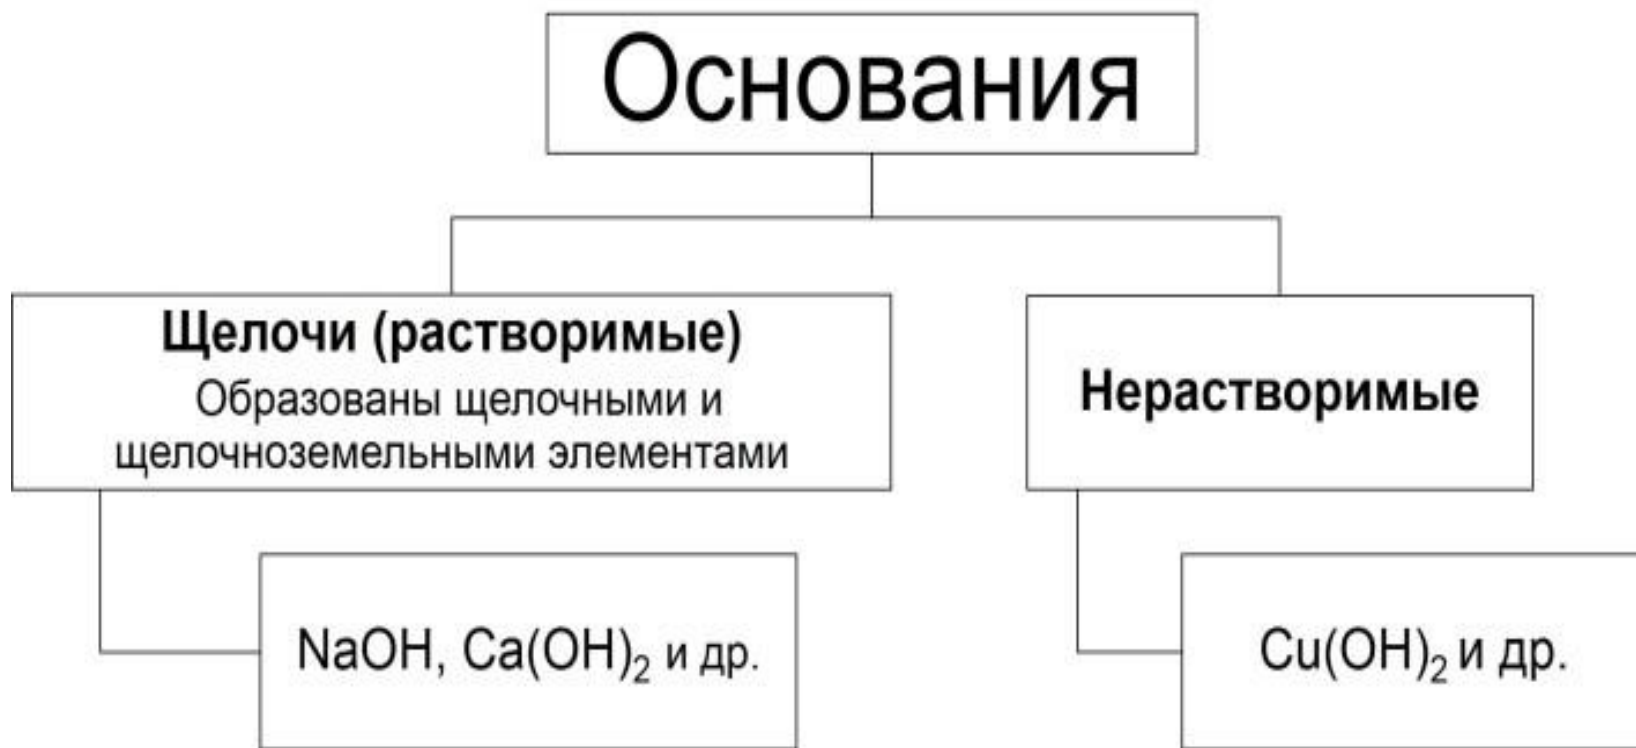 Основания
Щелочи (растворимые)
Образованы щелочными и
щелочноземельными элементами
Нерастворимые
NaOH, Ca(OH)₂ и др.
Cu(OH)₂ и др.